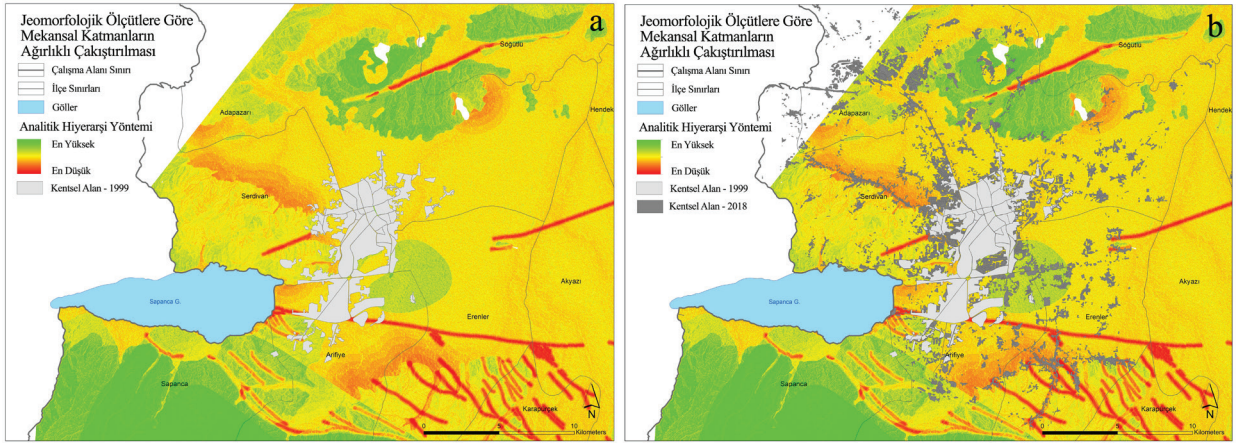 Jeomorfolojik Ölçütlere Göre
Mekansal Katmanların
Ağırlıklı Çakıştırılması
Çalışma Alanı Sınırı
İlçe Sınırları
Göller
Analitik Hiyerarşi Yöntemi
En Yüksek
En Düşük
Kentsel Alan - 1999
a
Söğütlü
Hendek
Adapazarı
Serdivan
Sapanca G.
Akyazı
Erenler
Arifiye
Sapanca
Karapürçek
N
0 5 10
Kilometers
Jeomorfolojik Ölçütlere Göre
Mekansal Katmanların
Ağırlıklı Çakıştırılması
Çalışma Alanı Sınırı
İlçe Sınırları
Göller
Analitik Hiyerarşi Yöntemi
En Yüksek
En Düşük
Kentsel Alan - 1999
Kentsel Alan - 2018
b
Söğütlü
Hendek
Adapazarı
Serdivan
Sapanca G.
Akyazı
Erenler
Arifiye
Sapanca
Karapürçek
N
0 5 10
Kilometers